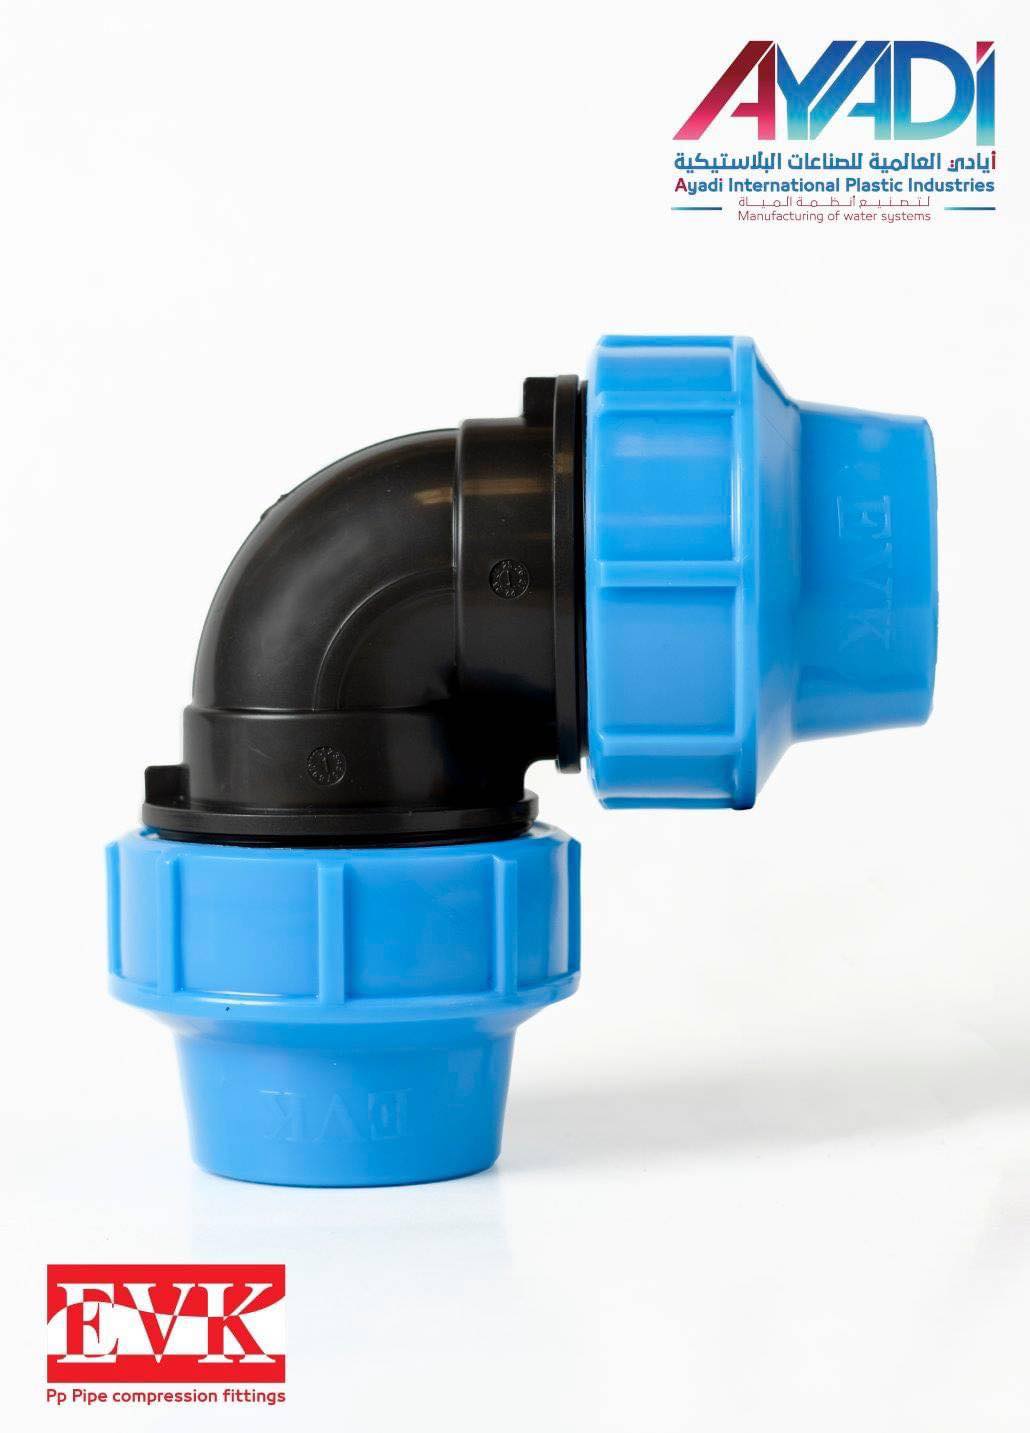 AYADi
أيادي العالمية للصناعات البلاستيكية
Ayadi International Plastic Industries
لتصنيع أنظمة المياة
Manufacturing of water systems
EVK
EVK
EVK
Pp Pipe compression fittings